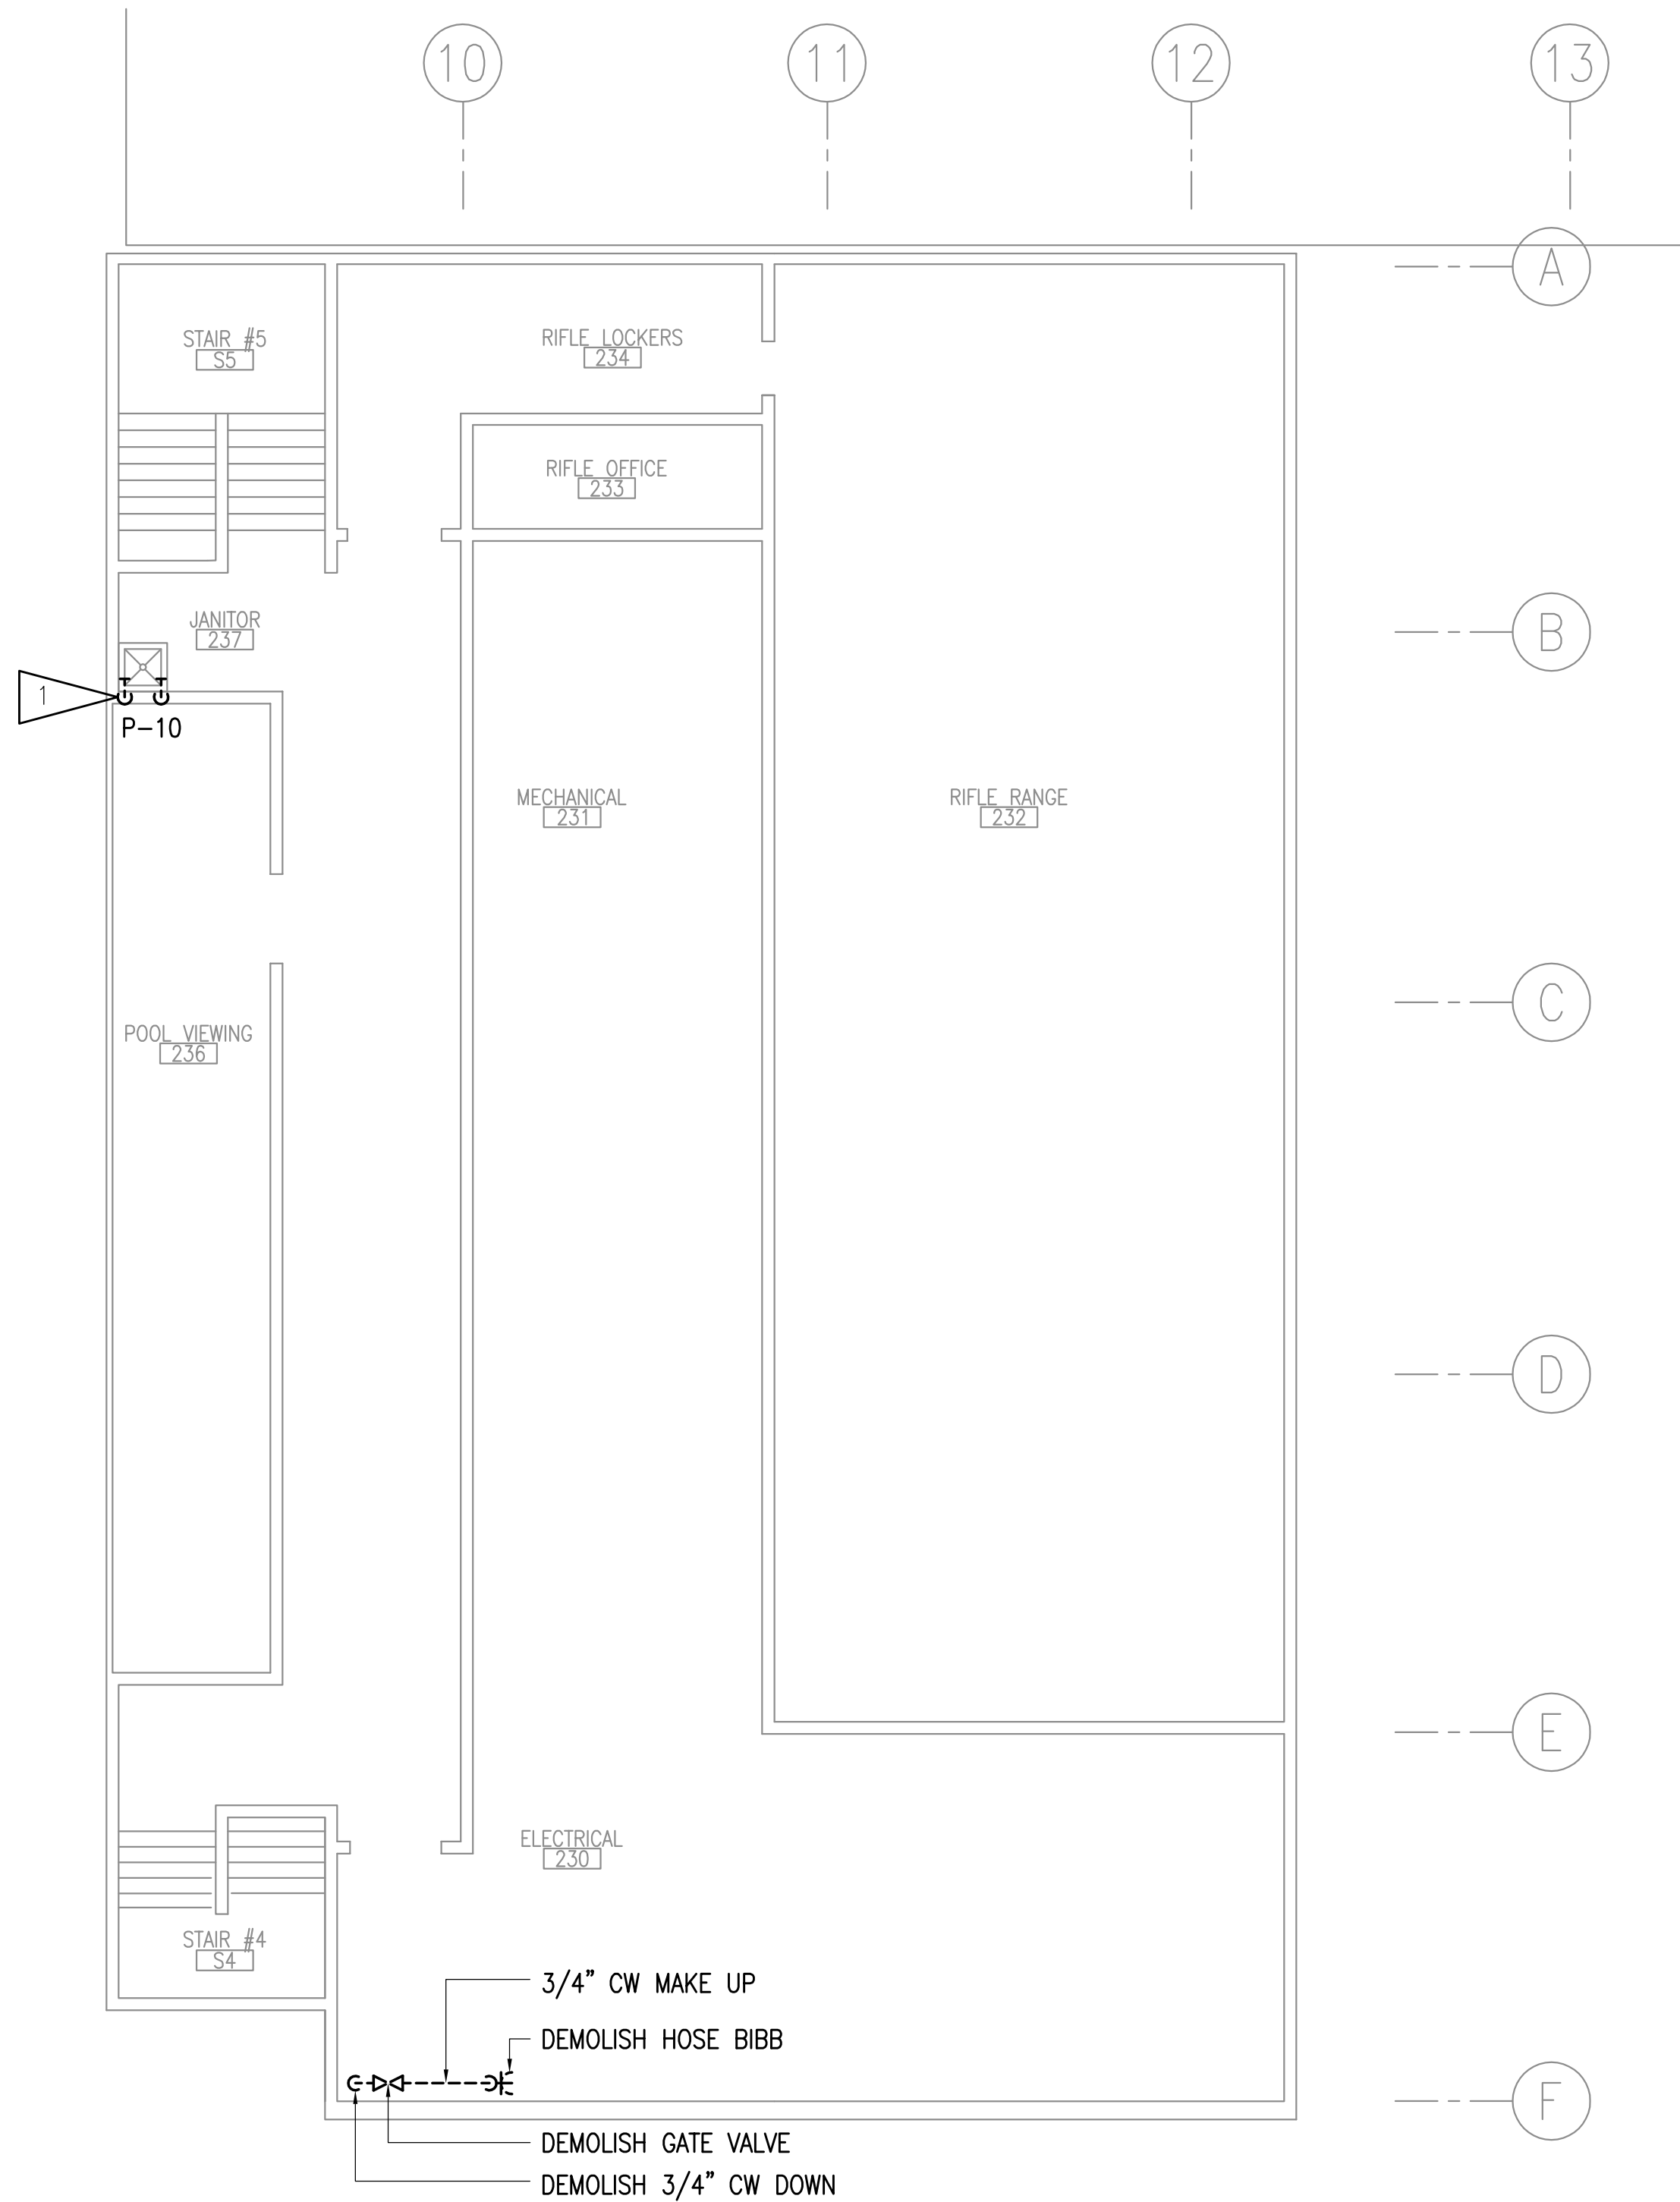 10
11
12
13
A
STAIR #5
S5
RIFLE LOCKERS
234
RIFLE OFFICE
233
JANITOR
237
B
1
P-10
MECHANICAL
231
RIFLE RANGE
232
C
POOL VIEWING
236
D
E
ELECTRICAL
230
STAIR #4
S4
3/4" CW MAKE UP
DEMOLISH HOSE BIBB
F
DEMOLISH GATE VALVE
DEMOLISH 3/4" CW DOWN